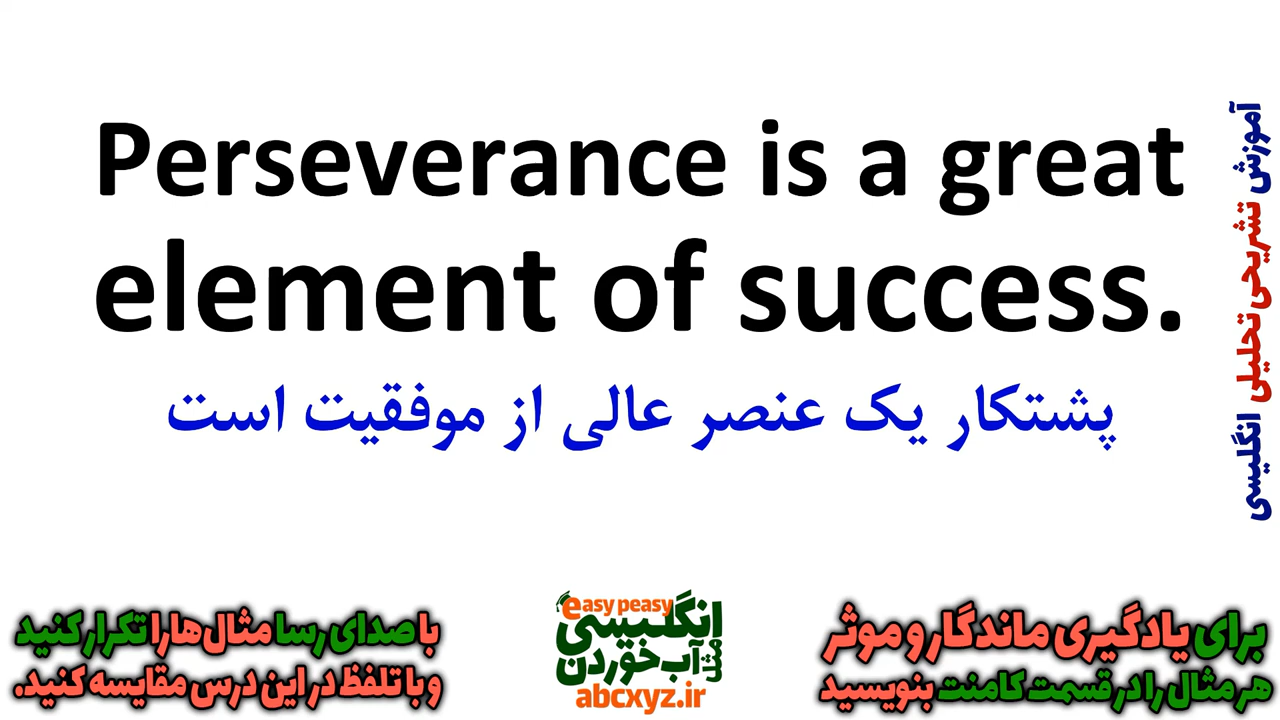 Perseverance is a great
element of success.
پشتکار یک عنصر عالی از موفقیت است
آموزش تشریحی تحلیلی انگلیسی
برای یادگیری ماندگار و موثر
هر مثال را در قسمت کامنت بنویسید
easy peasy
انگلیسی
مثل آب خوردن
abcxyz.ir
با صدای رسا مثال‌ها را تکرار کنید
و با تلفظ در این درس مقایسه کنید.